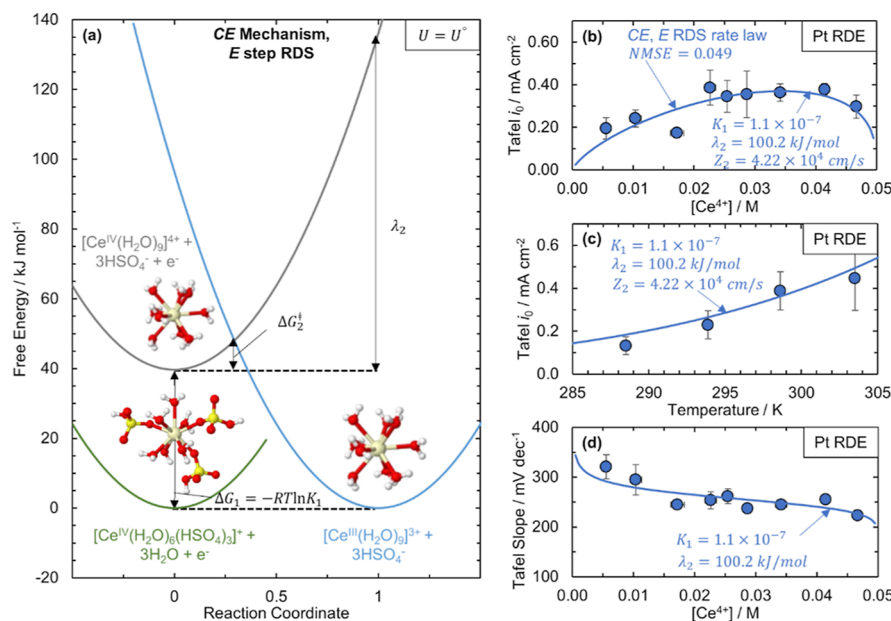 (a)
CE Mechanism,
E step RDS
U = U°
140
120
100
80
60
40
20
0
-20
Free Energy / kJ mol⁻¹
[Ce^IV(H₂O)₉]⁴⁺ +
3HSO₄⁻ + e⁻
λ₂
ΔG₂‡
ΔG₁ = −RTlnK₁
[Ce^IV(H₂O)₆(HSO₄)₃]⁺ +
3H₂O + e⁻
[Ce^III(H₂O)₉]³⁺ +
3HSO₄⁻
0
1
Reaction Coordinate
(b)
CE, E RDS rate law
NMSE = 0.049
Pt RDE
0.60
0.40
0.20
0.00
Tafel i₀ / mA cm⁻²
K₁ = 1.1 × 10⁻⁷
λ₂ = 100.2 kJ/mol
Z₂ = 4.22 × 10⁴ cm/s
0.00 0.01 0.02 0.03 0.04 0.05
[Ce⁴⁺] / M
(c)
K₁ = 1.1 × 10⁻⁷
λ₂ = 100.2 kJ/mol
Z₂ = 4.22 × 10⁴ cm/s
Pt RDE
0.6
0.4
0.2
0.0
Tafel i₀ / mA cm⁻²
285 290 295 300 305
Temperature / K
(d)
Pt RDE
400
300
200
100
Tafel Slope / mV dec⁻¹
K₁ = 1.1 × 10⁻⁷
λ₂ = 100.2 kJ/mol
0.00 0.01 0.02 0.03 0.04 0.05
[Ce⁴⁺] / M